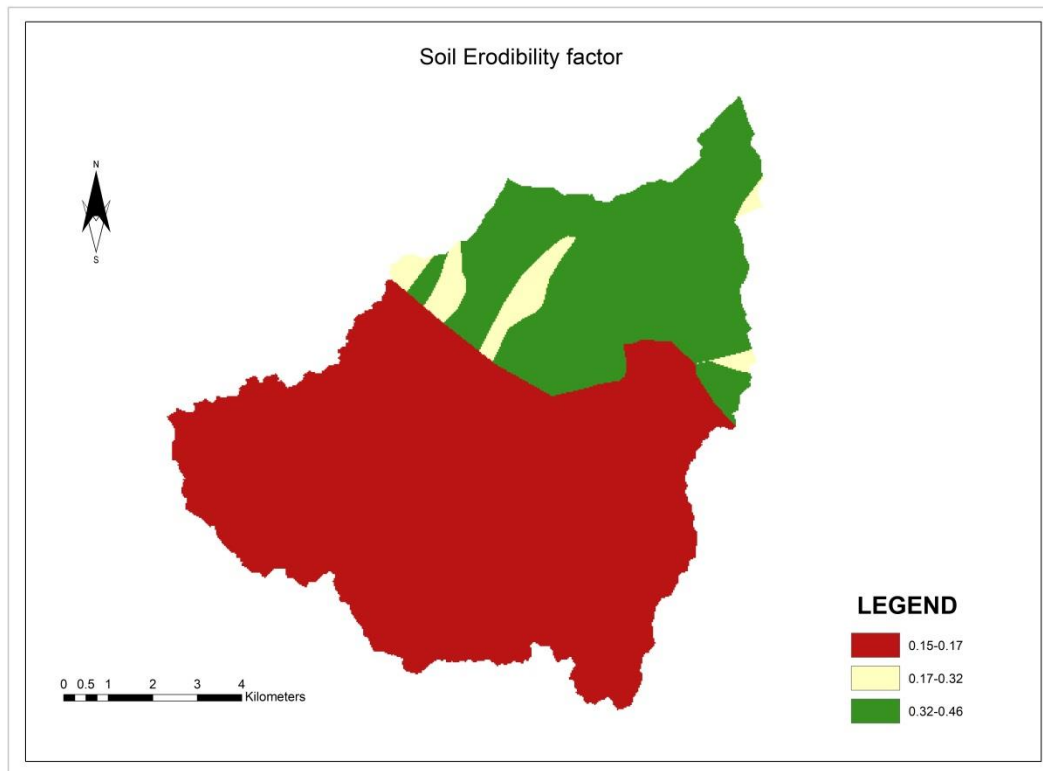 Soil Erodibility factor
N
S
LEGEND
0.15-0.17
0.17-0.32
0.32-0.46
0 0.5 1 2 3 4
Kilometers